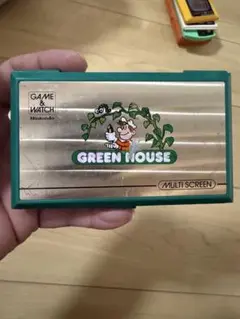 GAME
&
WATCH
Nintendo
GREEN HOUSE
MULTI SCREEN